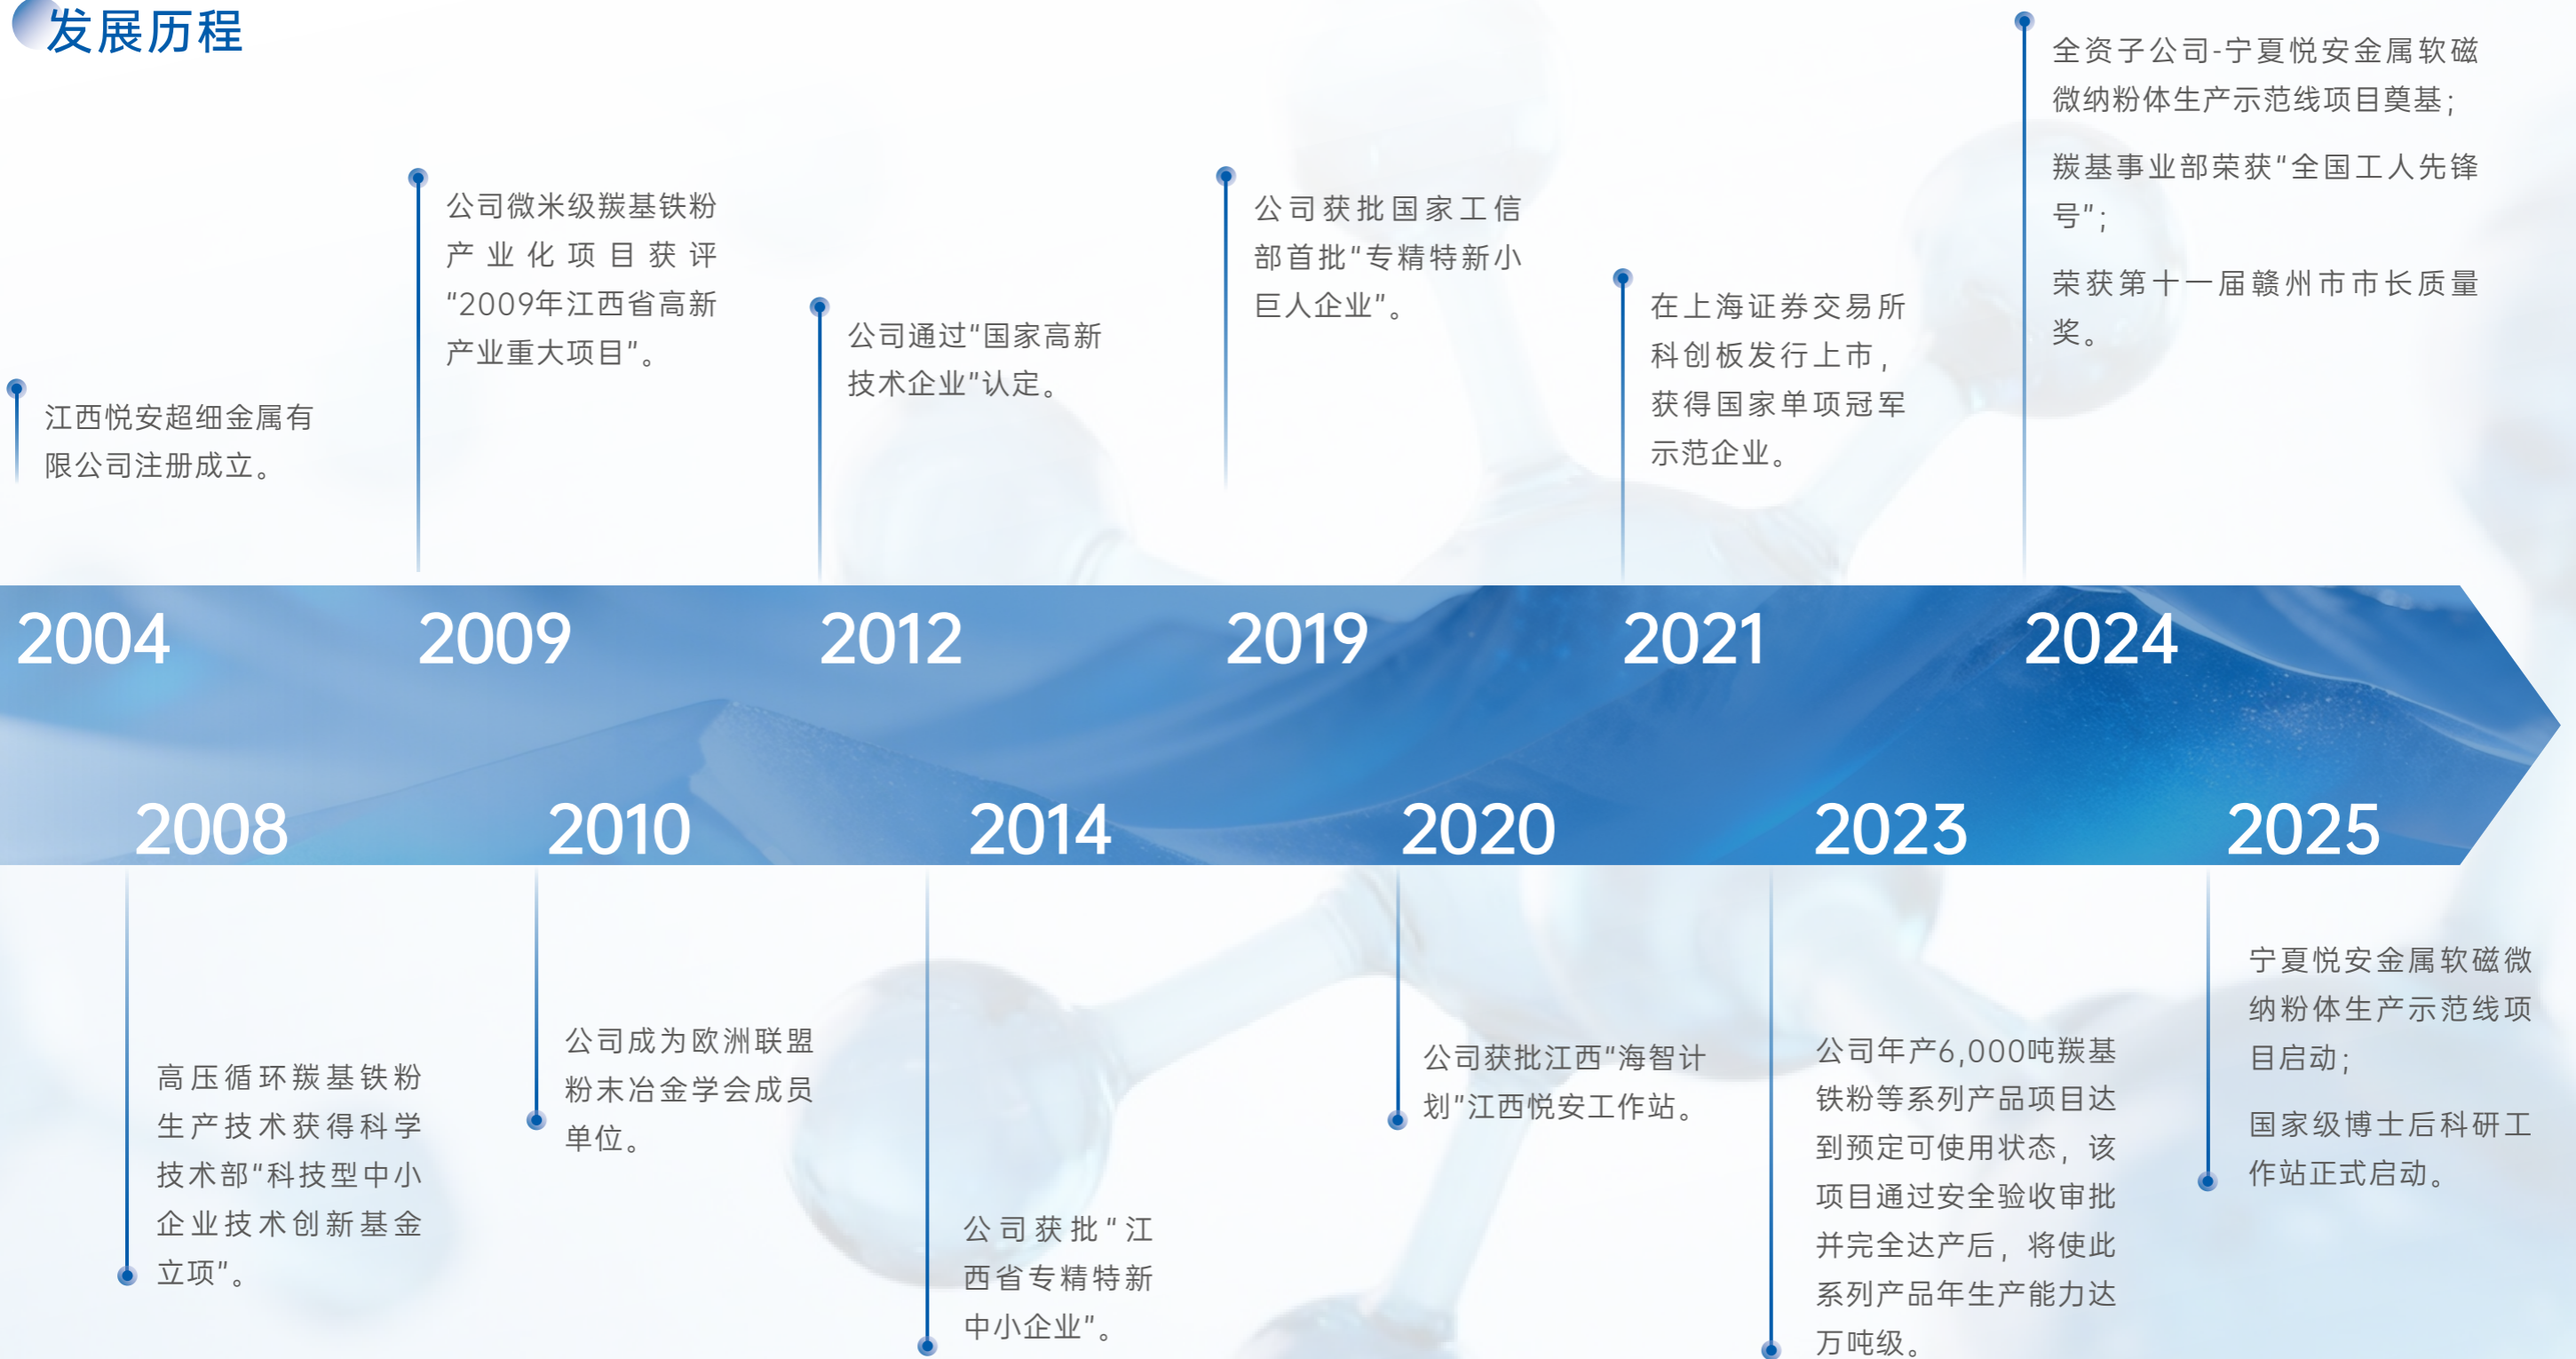 发展历程
江西悦安超细金属有
限公司注册成立。
公司微米级羰基铁粉
产业化项目获评
“2009年江西省高新
产业重大项目”。
公司通过“国家高新
技术企业”认定。
公司获批国家工信
部首批“专精特新小
巨人企业”。
在上海证券交易所
科创板发行上市，
获得国家单项冠军
示范企业。
全资子公司-宁夏悦安金属软磁
微纳粉体生产示范线项目奠基；
羰基事业部荣获“全国工人先锋
号”；
荣获第十一届赣州市市长质量
奖。
2004
2009
2012
2019
2021
2024
2008
2010
2014
2020
2023
2025
高压循环羰基铁粉
生产技术获得科学
技术部“科技型中小
企业技术创新基金
立项”。
公司成为欧洲联盟
粉末冶金学会成员
单位。
公司获批“江
西省专精特新
中小企业”。
公司获批江西“海智计
划”江西悦安工作站。
公司年产6,000吨羰基
铁粉等系列产品项目达
到预定可使用状态，该
项目通过安全验收审批
并完全达产后，将使此
系列产品年生产能力达
万吨级。
宁夏悦安金属软磁微
纳粉体生产示范线项
目启动；
国家级博士后科研工
作站正式启动。